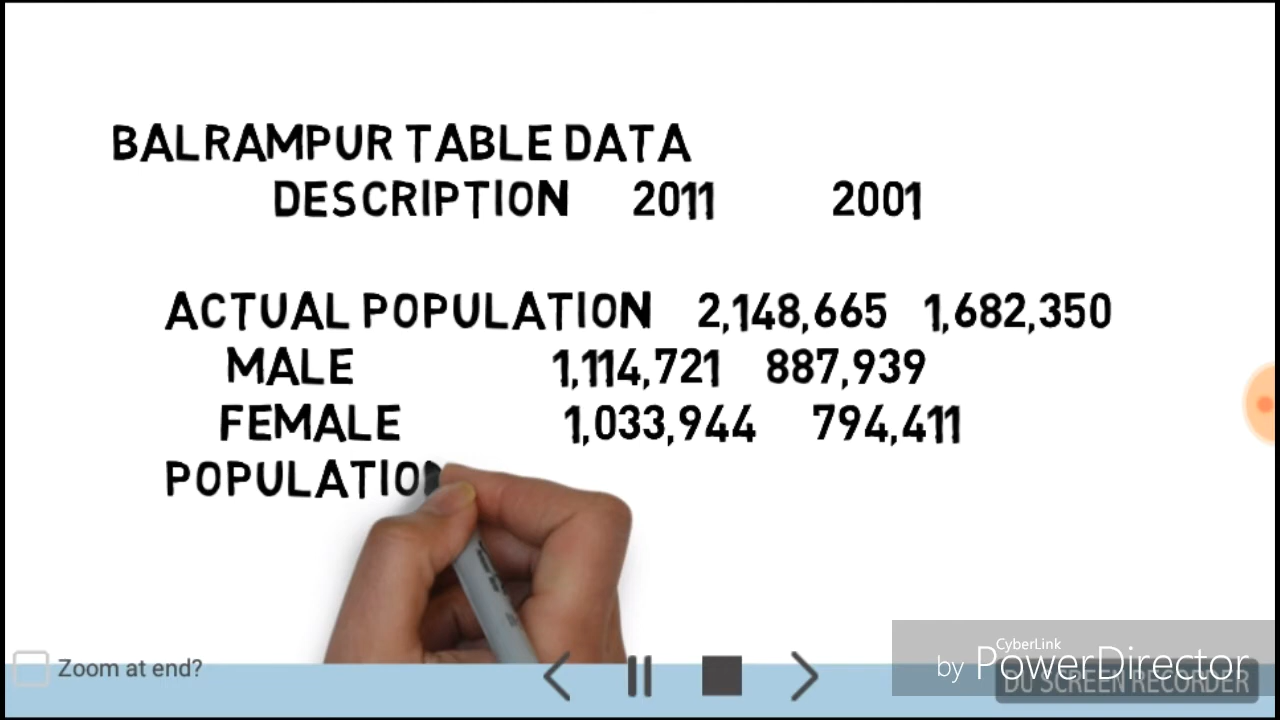 BALRAMPUR TABLE DATA
DESCRIPTION 2011 2001
ACTUAL POPULATION 2,148,665 1,682,350
MALE 1,114,721 887,939
FEMALE 1,033,944 794,411
POPULATIO
Zoom at end?
CyberLink
by PowerDirector
DU SCREEN RECORDER